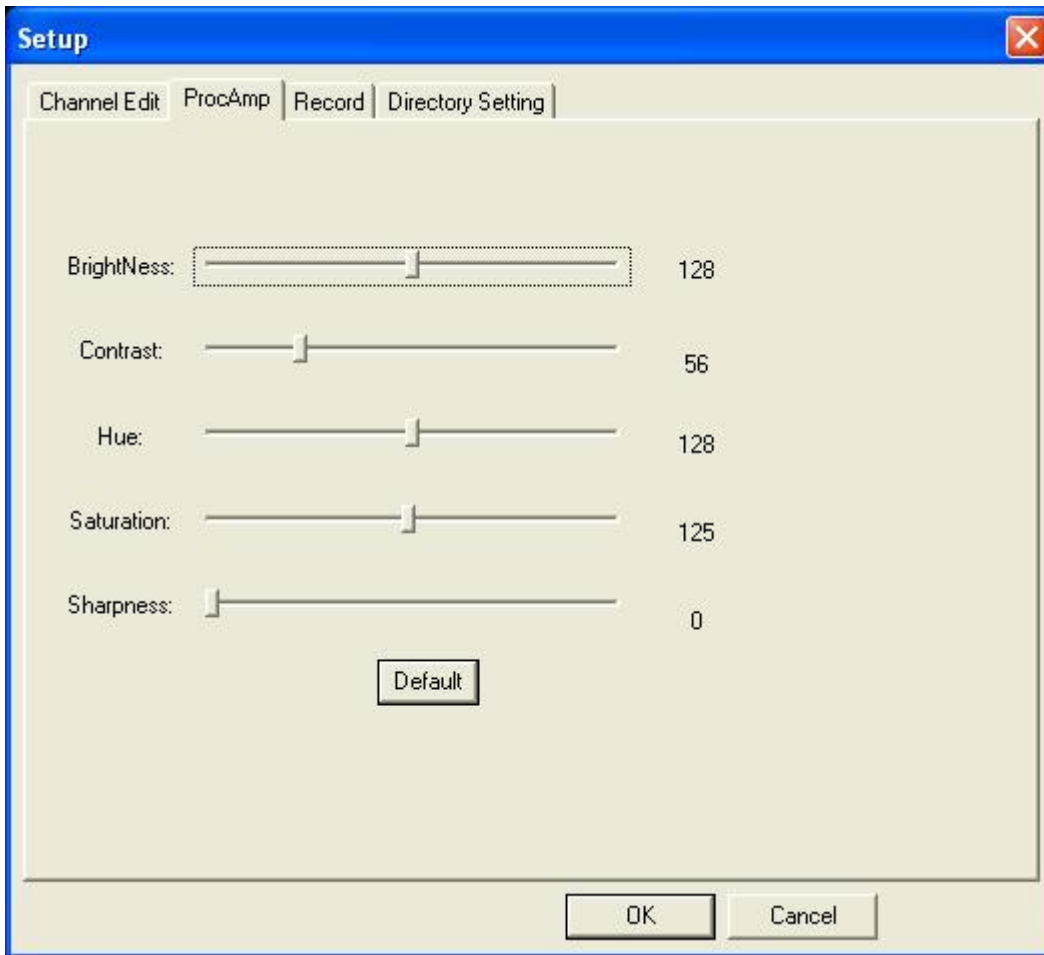 Setup
Channel Edit ProcAmp Record Directory Setting
BrightNess: 128
Contrast: 56
Hue: 128
Saturation: 125
Sharpness: 0
Default
OK Cancel